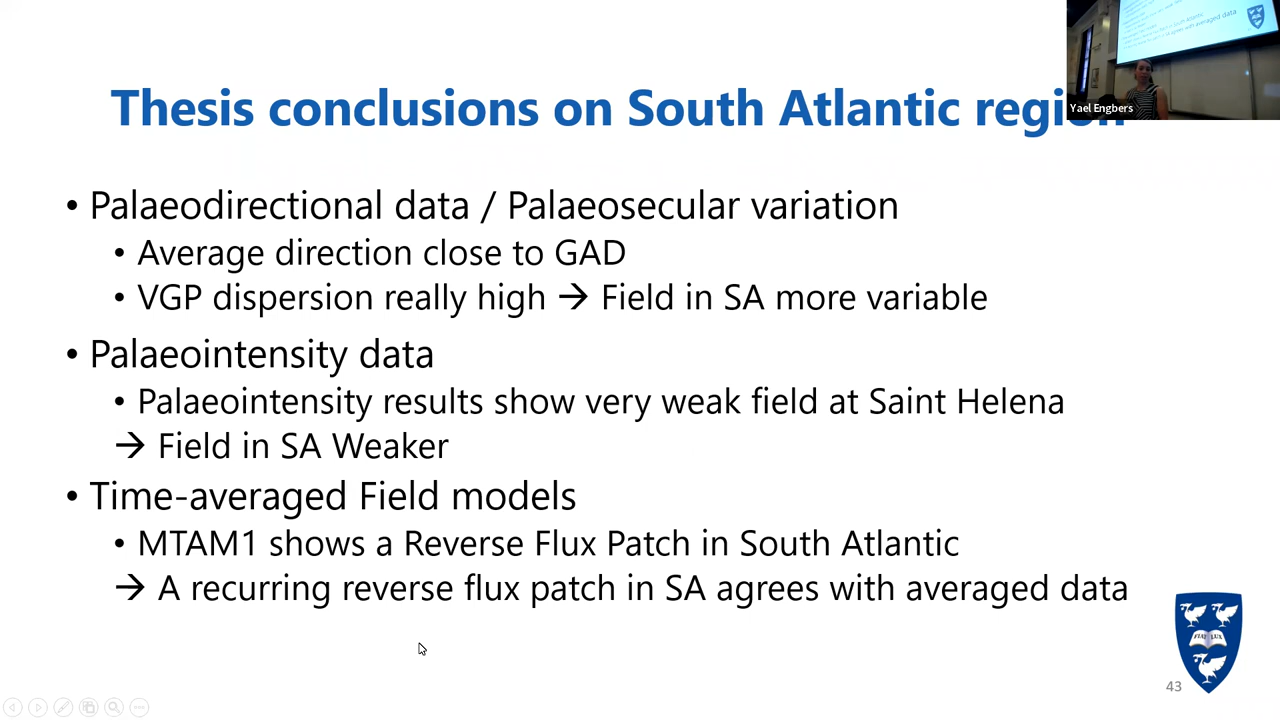 Thesis conclusions on South Atlantic region
Yael Engbers
• Palaeodirectional data / Palaeosecular variation
• Average direction close to GAD
• VGP dispersion really high → Field in SA more variable
• Palaeointensity data
• Palaeointensity results show very weak field at Saint Helena
→ Field in SA Weaker
• Time-averaged Field models
• MTAM1 shows a Reverse Flux Patch in South Atlantic
→ A recurring reverse flux patch in SA agrees with averaged data
FIAT LUX
43